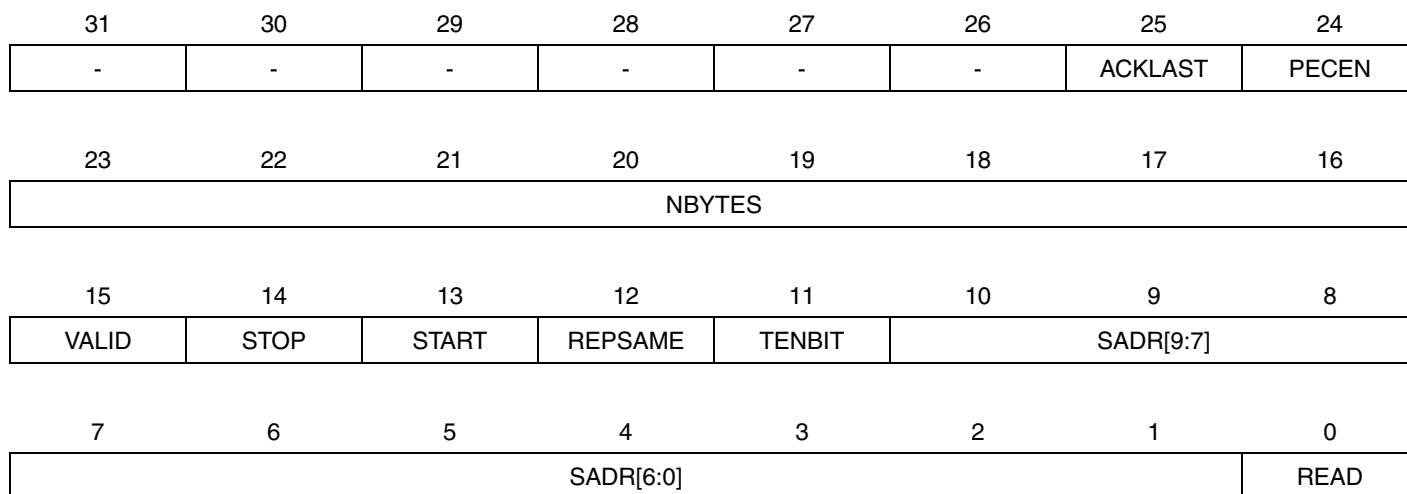 31 30 29 28 27 26 25 24
- - - - - - ACKLAST PECEN
23 22 21 20 19 18 17 16
NBYTES
15 14 13 12 11 10 9 8
VALID STOP START REPSAME TENBIT SADR[9:7]
7 6 5 4 3 2 1 0
SADR[6:0] READ